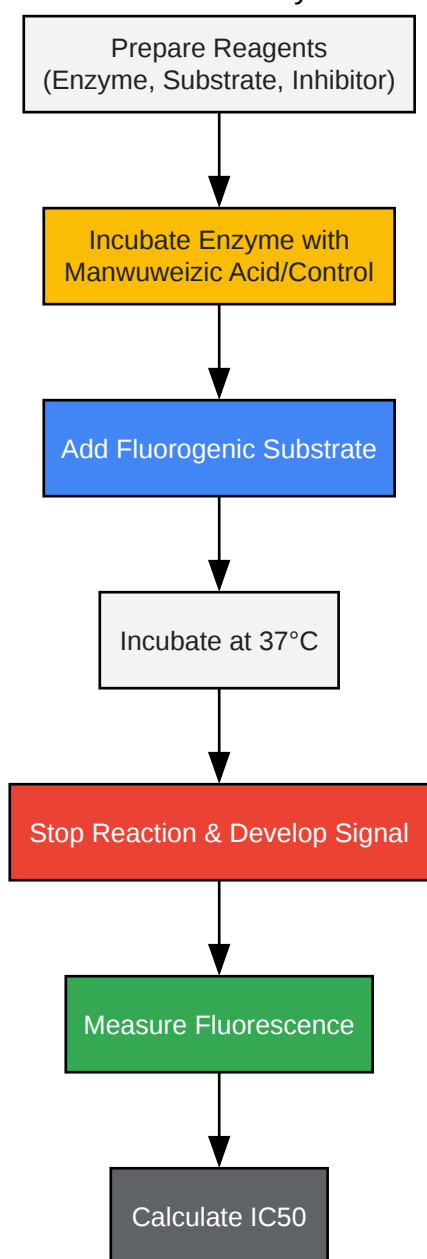 Prepare Reagents
(Enzyme, Substrate, Inhibitor)
Incubate Enzyme with
Manwuweizic Acid/Control
Add Fluorogenic Substrate
Incubate at 37°C
Stop Reaction & Develop Signal
Measure Fluorescence
Calculate IC50